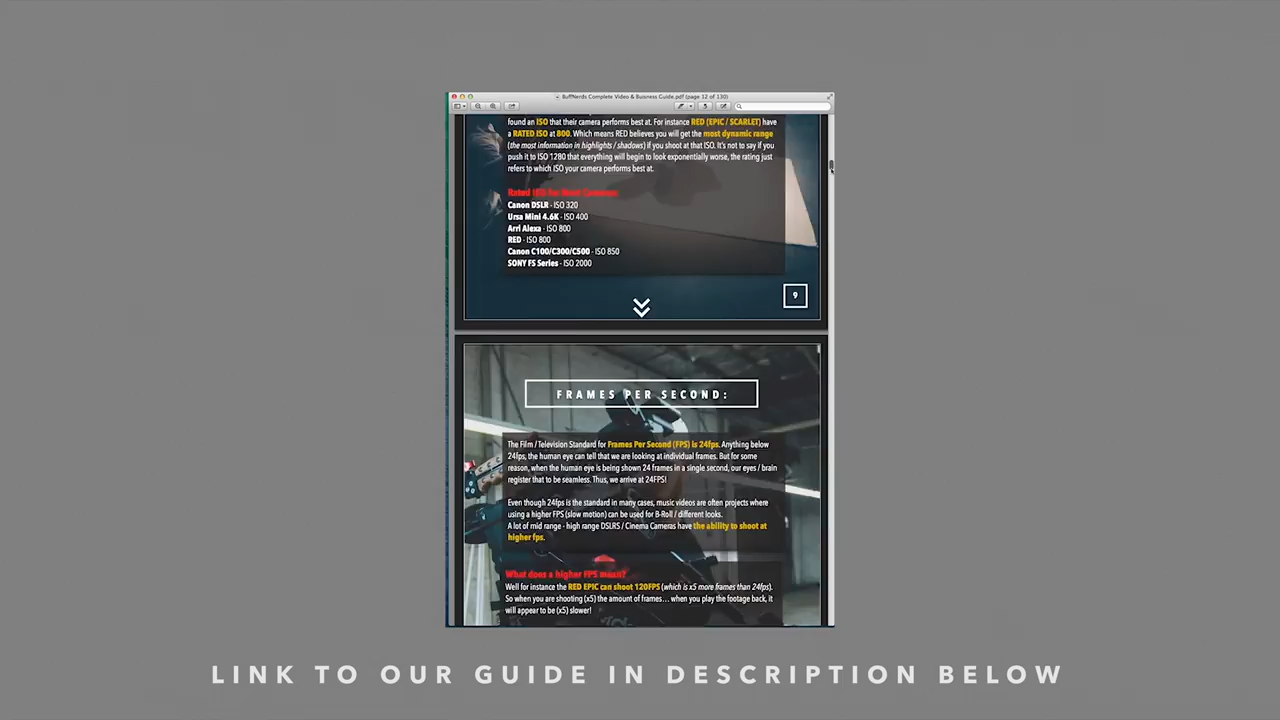 BuffNerds Complete Video & Buisness Guide.pdf (page 12 of 130)
found an ISO that their camera performs best at. For instance RED (EPIC / SCARLET) have
a RATED ISO at 800. Which means RED believes you will get the most dynamic range
(the most information in highlights / shadows) if you shoot at that ISO. It's not to say if you
push it to ISO 1280 that everything will begin to look exponentially worse, the rating just
refers to which ISO your camera performs best at.
Rated ISO for Most Cameras:
Canon DSLR - ISO 320
Ursa Mini 4.6K - ISO 400
Arri Alexa - ISO 800
RED - ISO 800
Canon C100/C300/C500 - ISO 850
SONY FS Series - ISO 2000
9
FRAMES PER SECOND:
The Film / Television Standard for Frames Per Second (FPS) is 24fps. Anything below
24fps, the human eye can tell that we are looking at individual frames. But for some
reason, when the human eye is being shown 24 frames in a single second, our eyes / brain
register that to be seamless. Thus, we arrive at 24FPS!
Even though 24fps is the standard in many cases, music videos are often projects where
using a higher FPS (slow motion) can be used for B-Roll / different looks.
A lot of mid range - high range DSLRS / Cinema Cameras have the ability to shoot at
higher fps.
What does a higher FPS mean?
Well for instance the RED EPIC can shoot 120FPS (which is x5 more frames than 24fps).
So when you are shooting (x5) the amount of frames... when you play the footage back, it
will appear to be (x5) slower!
LINK TO OUR GUIDE IN DESCRIPTION BELOW